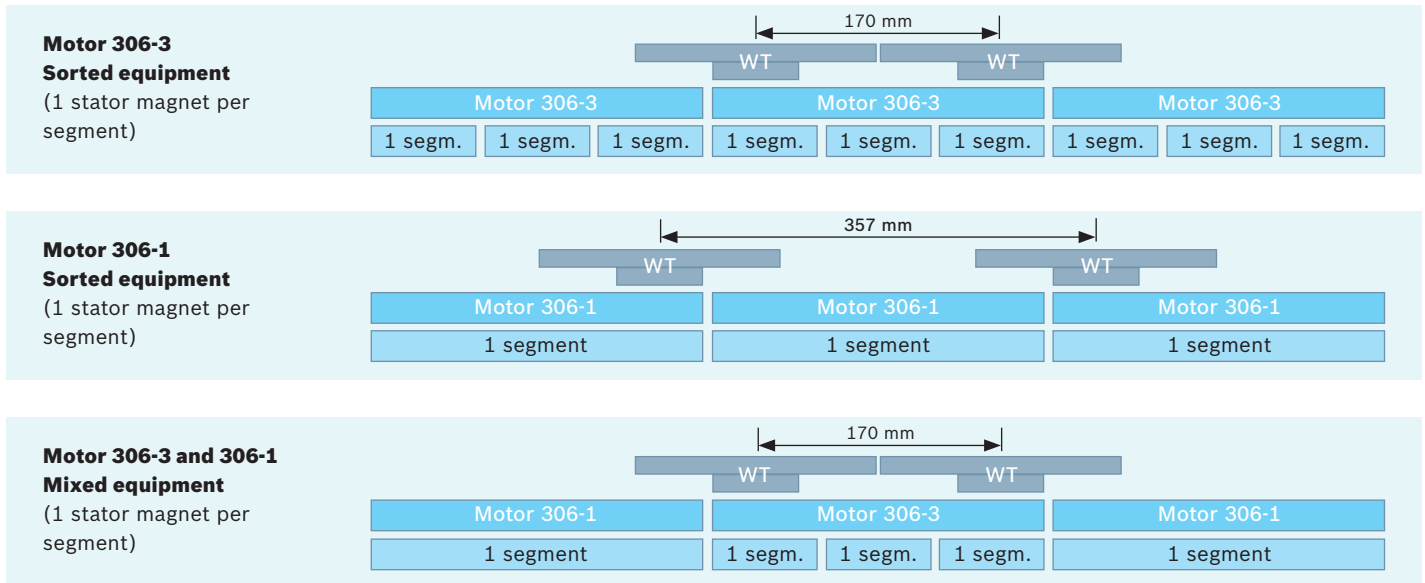 Motor 306-3
Sorted equipment
(1 stator magnet per
segment)
170 mm
WT WT
Motor 306-3 Motor 306-3 Motor 306-3
1 segm. 1 segm. 1 segm. 1 segm. 1 segm. 1 segm. 1 segm. 1 segm. 1 segm.
Motor 306-1
Sorted equipment
(1 stator magnet per
segment)
357 mm
WT WT
Motor 306-1 Motor 306-1 Motor 306-1
1 segment 1 segment 1 segment
Motor 306-3 and 306-1
Mixed equipment
(1 stator magnet per
segment)
170 mm
WT WT
Motor 306-1 Motor 306-3 Motor 306-1
1 segment 1 segm. 1 segm. 1 segm. 1 segment